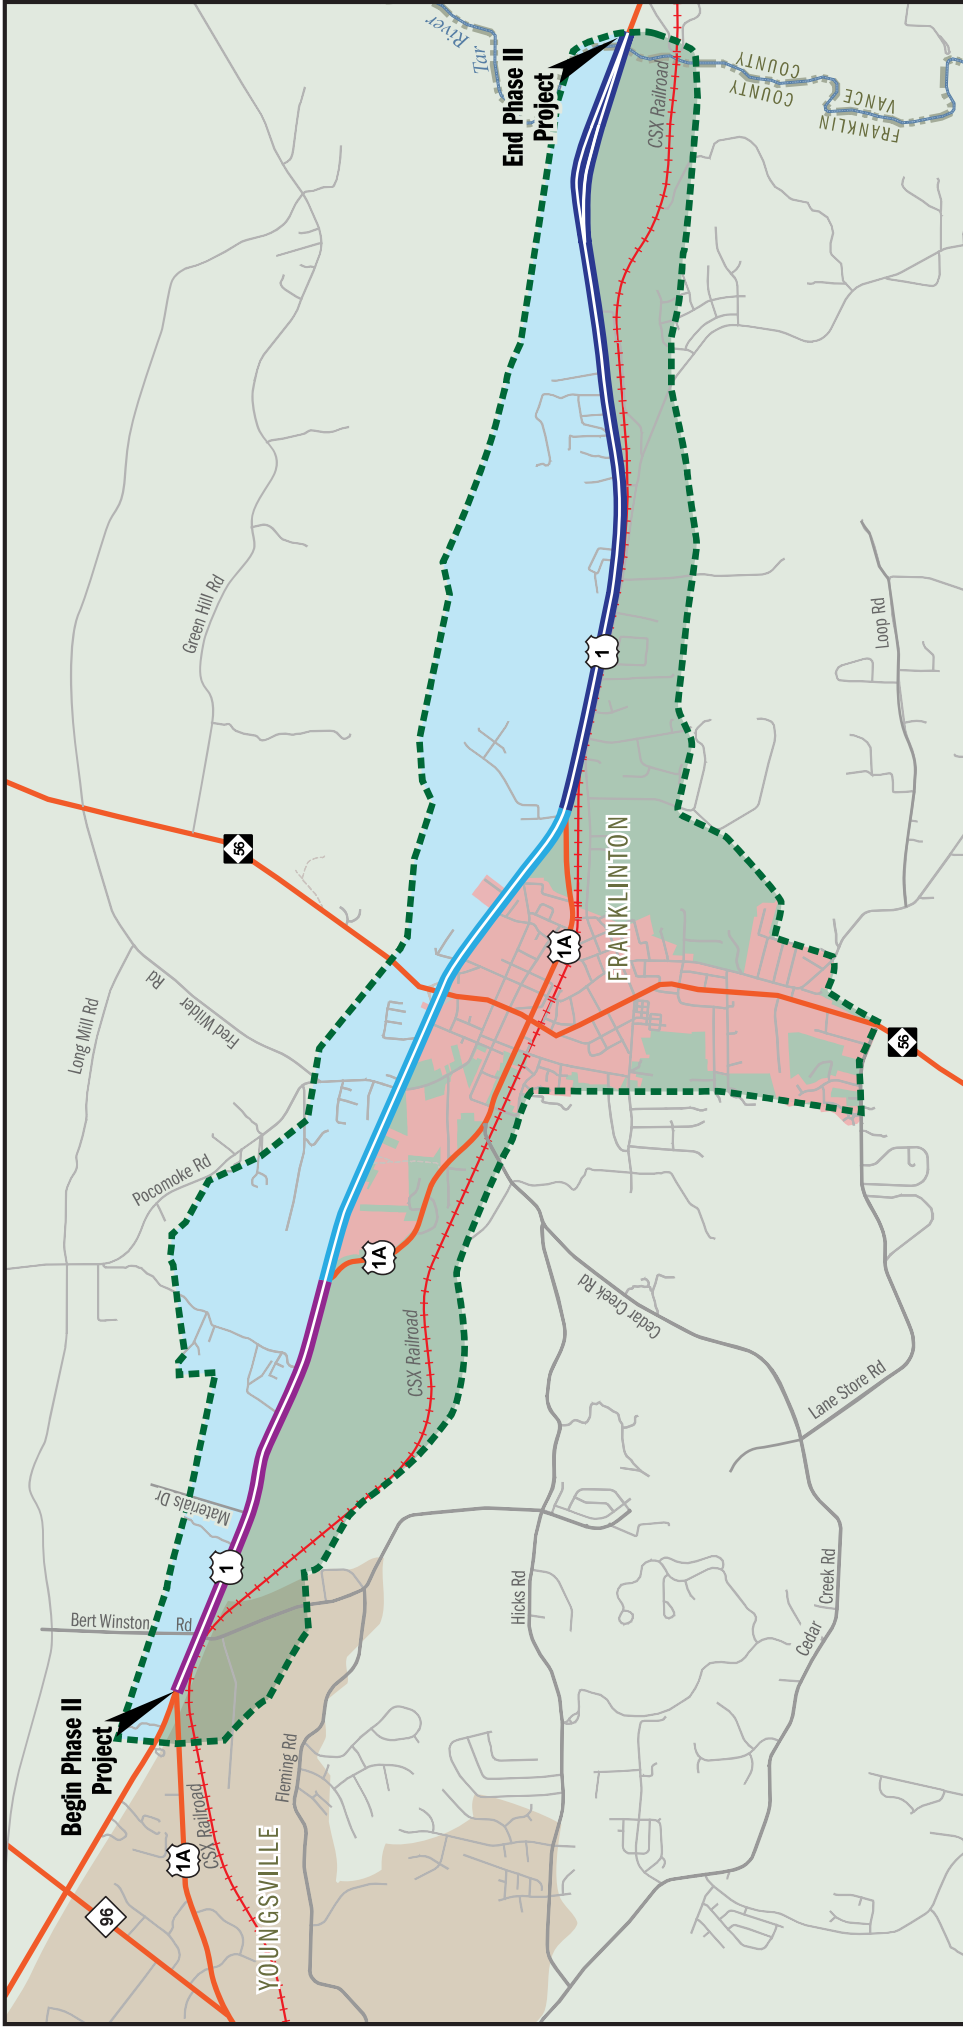 Begin Phase II
Project
End Phase II
Project
Tar
River
CSX Railroad
FRANKLIN
COUNTY
VANCE
COUNTY
Long Mill Rd
Green Hill Rd
Fred Wilder
Rd
Pocomoke Rd
Materials Dr
Bert Winston
Rd
56
1
1A
FRANKLINTON
1A
CSX Railroad
1
56
Loop Rd
Cedar Creek Rd
Lane Store Rd
Hicks Rd
Cedar
Creek Rd
Fleming Rd
CSX Railroad
1A
96
YOUNGSVILLE